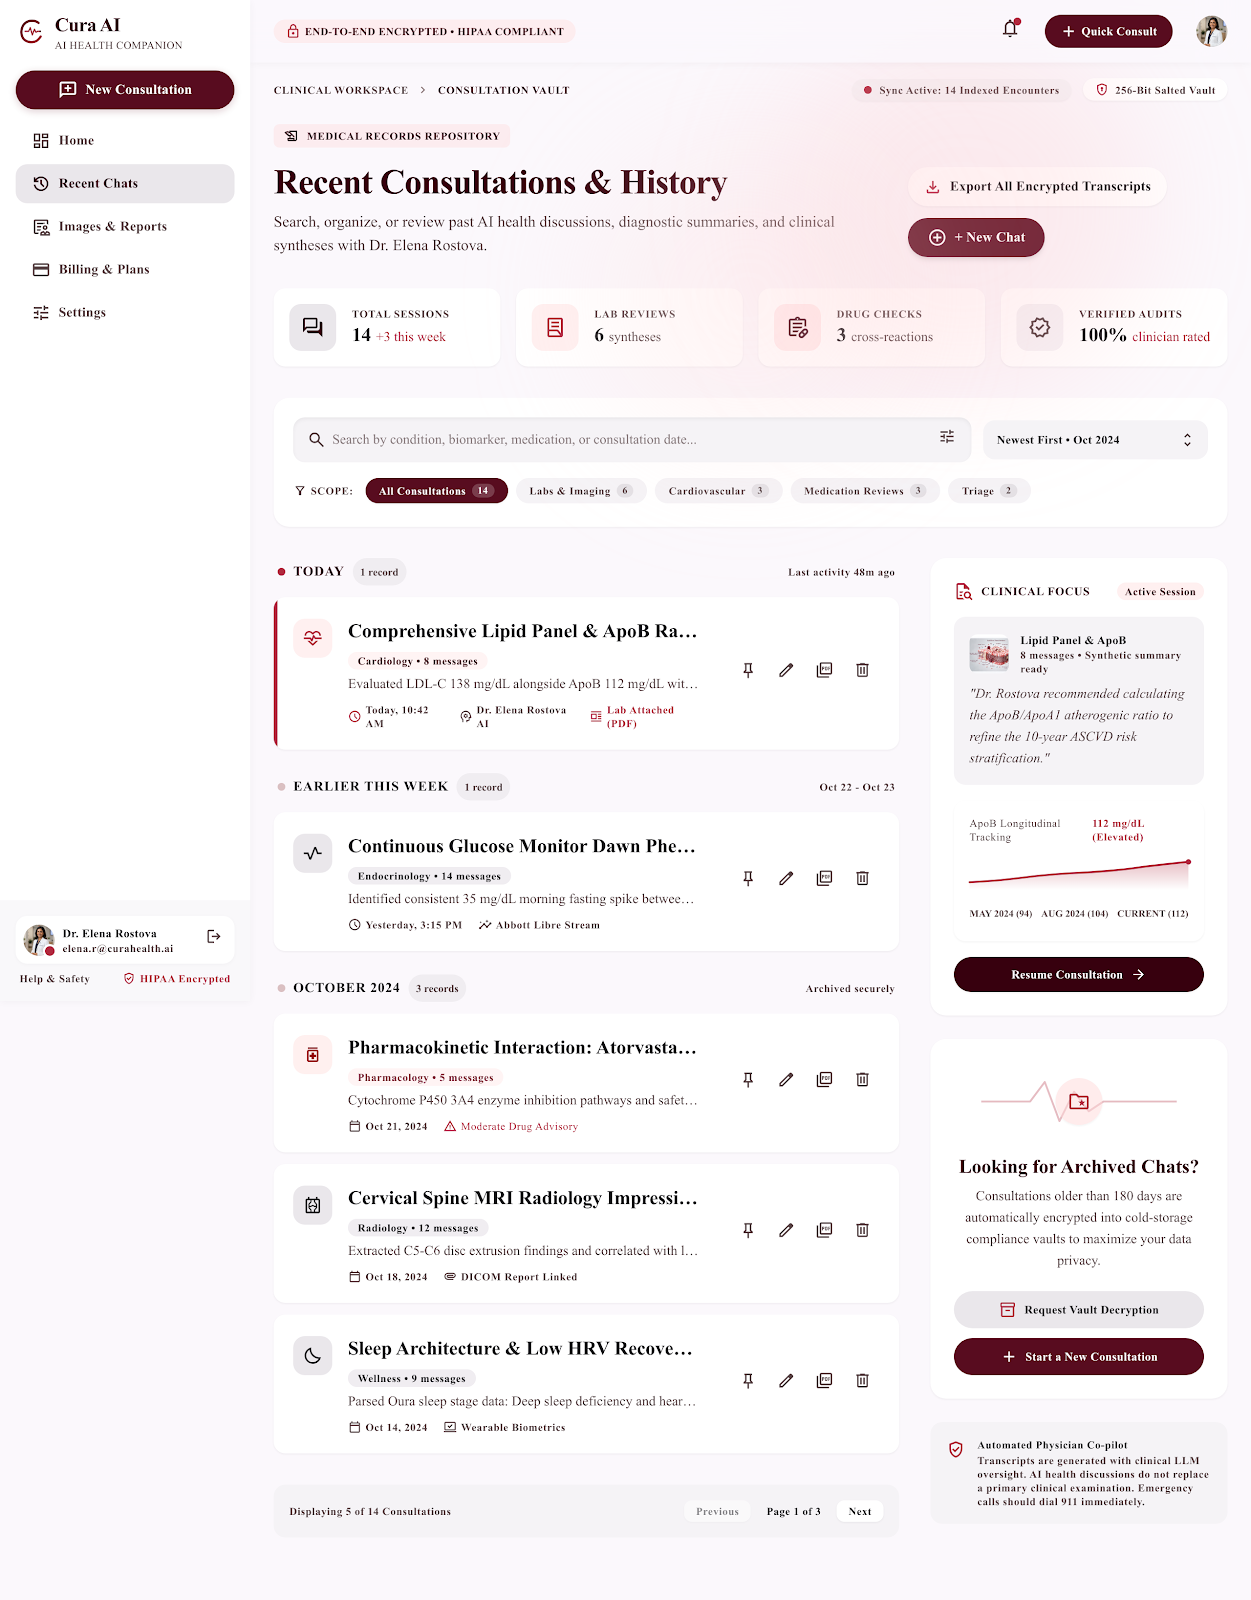 Cura AI
AI HEALTH COMPANION
New Consultation
Home
Recent Chats
Images & Reports
Billing & Plans
Settings
Dr. Elena Rostova
elena.r@curahealth.ai
Help & Safety
HIPAA Encrypted
END-TO-END ENCRYPTED • HIPAA COMPLIANT
+ Quick Consult
CLINICAL WORKSPACE > CONSULTATION VAULT
Sync Active: 14 Indexed Encounters
256-Bit Salted Vault
MEDICAL RECORDS REPOSITORY
Recent Consultations & History
Search, organize, or review past AI health discussions, diagnostic summaries, and clinical
syntheses with Dr. Elena Rostova.
Export All Encrypted Transcripts
+ New Chat
TOTAL SESSIONS
14 +3 this week
LAB REVIEWS
6 syntheses
DRUG CHECKS
3 cross-reactions
VERIFIED AUDITS
100% clinician rated
Search by condition, biomarker, medication, or consultation date...
Newest First • Oct 2024
SCOPE:
All Consultations 14
Labs & Imaging 6
Cardiovascular 3
Medication Reviews 3
Triage 2
TODAY
1 record
Last activity 48m ago
Comprehensive Lipid Panel & ApoB Ra…
Cardiology • 8 messages
Evaluated LDL-C 138 mg/dL alongside ApoB 112 mg/dL wit…
Today, 10:42
AM
Dr. Elena Rostova
AI
Lab Attached
(PDF)
PDF
EARLIER THIS WEEK
1 record
Oct 22 - Oct 23
Continuous Glucose Monitor Dawn Phe…
Endocrinology • 14 messages
Identified consistent 35 mg/dL morning fasting spike betwee…
Yesterday, 3:15 PM
Abbott Libre Stream
PDF
OCTOBER 2024
3 records
Archived securely
Pharmacokinetic Interaction: Atorvasta…
Pharmacology • 5 messages
Cytochrome P450 3A4 enzyme inhibition pathways and safet…
Oct 21, 2024
Moderate Drug Advisory
PDF
Cervical Spine MRI Radiology Impressi…
Radiology • 12 messages
Extracted C5-C6 disc extrusion findings and correlated with l…
Oct 18, 2024
DICOM Report Linked
PDF
Sleep Architecture & Low HRV Recove…
Wellness • 9 messages
Parsed Oura sleep stage data: Deep sleep deficiency and hear…
Oct 14, 2024
Wearable Biometrics
PDF
Displaying 5 of 14 Consultations
Previous
Page 1 of 3
Next
CLINICAL FOCUS
Active Session
Lipid Panel & ApoB
8 messages • Synthetic summary
ready
"Dr. Rostova recommended calculating
the ApoB/ApoA1 atherogenic ratio to
refine the 10-year ASCVD risk
stratification."
ApoB Longitudinal
Tracking
112 mg/dL
(Elevated)
MAY 2024 (94)
AUG 2024 (104)
CURRENT (112)
Resume Consultation →
Looking for Archived Chats?
Consultations older than 180 days are
automatically encrypted into cold-storage
compliance vaults to maximize your data
privacy.
Request Vault Decryption
+ Start a New Consultation
Automated Physician Co-pilot
Transcripts are generated with clinical LLM
oversight. AI health discussions do not replace
a primary clinical examination. Emergency
calls should dial 911 immediately.